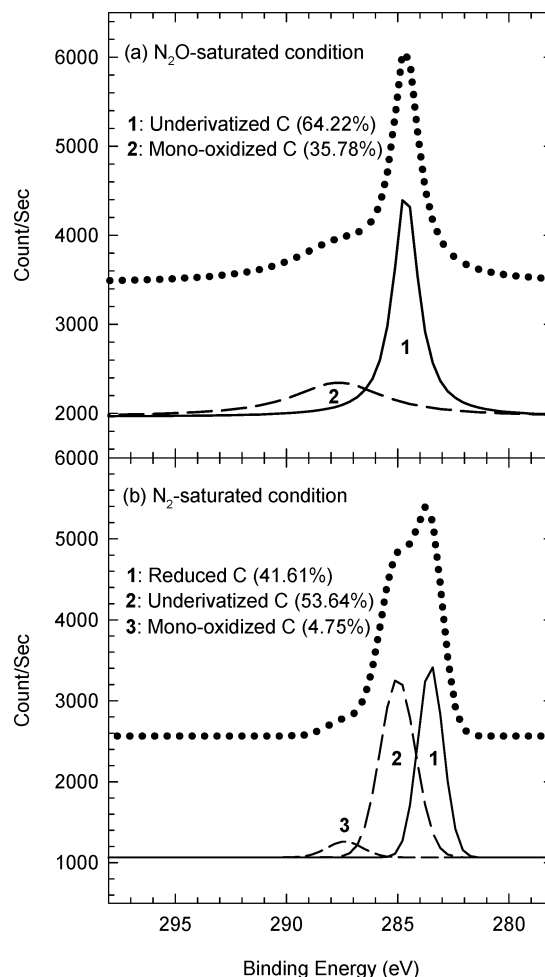 (a) N₂O-saturated condition
1: Underivatized C (64.22%)
2: Mono-oxidized C (35.78%)
6000
5000
4000
3000
2000
Count/Sec
1
2
(b) N₂-saturated condition
1: Reduced C (41.61%)
2: Underivatized C (53.64%)
3: Mono-oxidized C (4.75%)
6000
5000
4000
3000
2000
1000
Count/Sec
2
1
3
295 290 285 280
Binding Energy (eV)